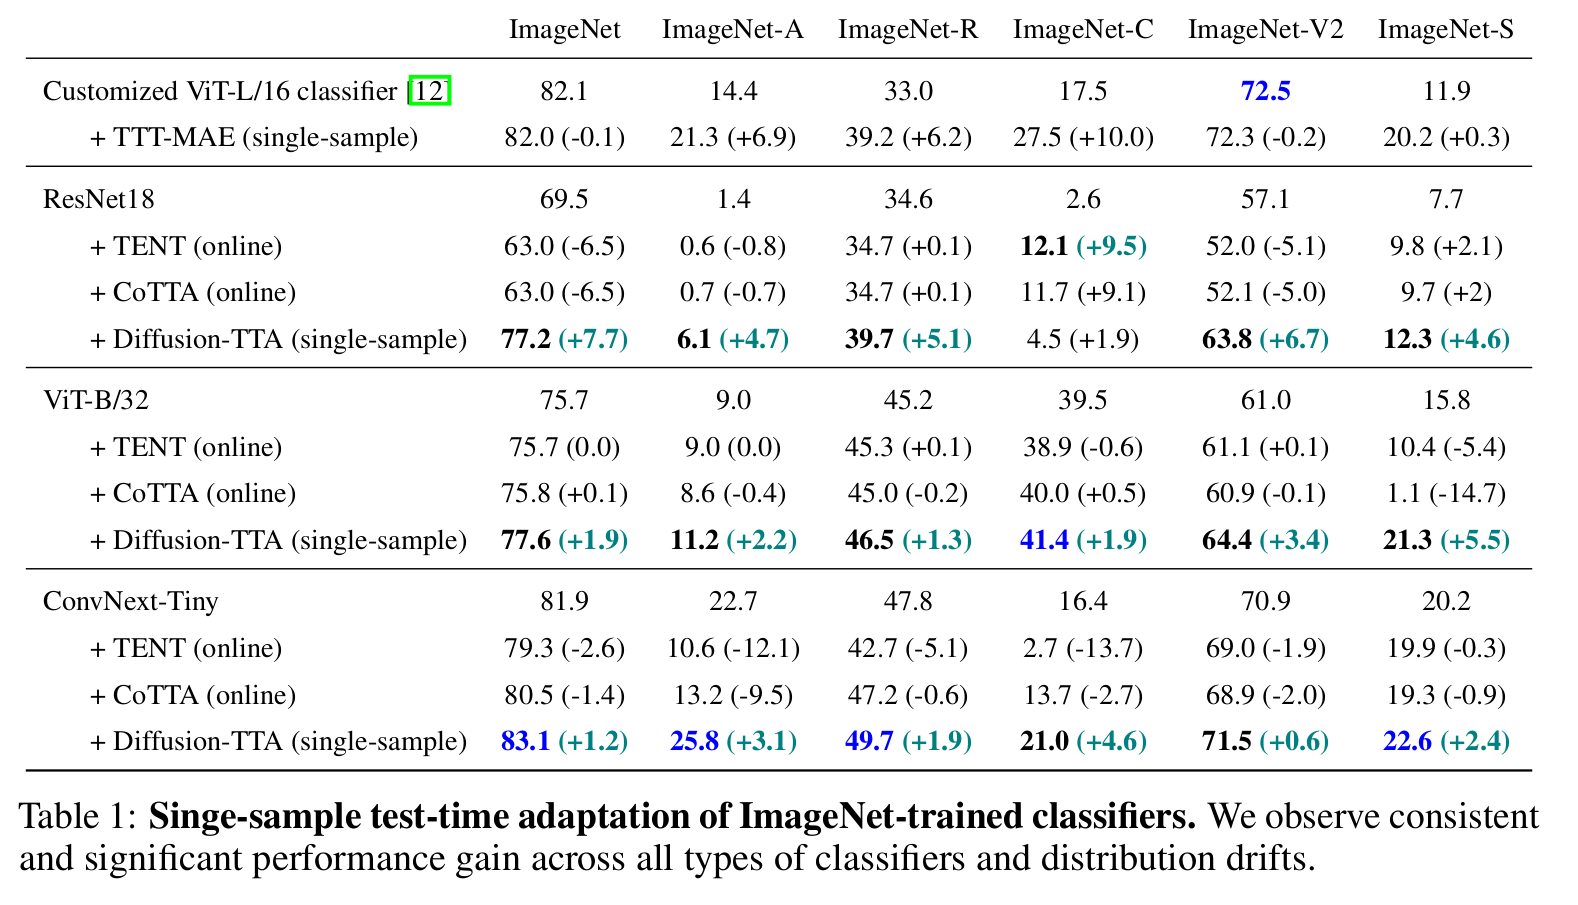 ImageNet ImageNet-A ImageNet-R ImageNet-C ImageNet-V2 ImageNet-S
Customized ViT-L/16 classifier [12] 82.1 14.4 33.0 17.5 72.5 11.9
+ TTT-MAE (single-sample) 82.0 (-0.1) 21.3 (+6.9) 39.2 (+6.2) 27.5 (+10.0) 72.3 (-0.2) 20.2 (+0.3)
ResNet18 69.5 1.4 34.6 2.6 57.1 7.7
+ TENT (online) 63.0 (-6.5) 0.6 (-0.8) 34.7 (+0.1) 12.1 (+9.5) 52.0 (-5.1) 9.8 (+2.1)
+ CoTTA (online) 63.0 (-6.5) 0.7 (-0.7) 34.7 (+0.1) 11.7 (+9.1) 52.1 (-5.0) 9.7 (+2)
+ Diffusion-TTA (single-sample) 77.2 (+7.7) 6.1 (+4.7) 39.7 (+5.1) 4.5 (+1.9) 63.8 (+6.7) 12.3 (+4.6)
ViT-B/32 75.7 9.0 45.2 39.5 61.0 15.8
+ TENT (online) 75.7 (0.0) 9.0 (0.0) 45.3 (+0.1) 38.9 (-0.6) 61.1 (+0.1) 10.4 (-5.4)
+ CoTTA (online) 75.8 (+0.1) 8.6 (-0.4) 45.0 (-0.2) 40.0 (+0.5) 60.9 (-0.1) 1.1 (-14.7)
+ Diffusion-TTA (single-sample) 77.6 (+1.9) 11.2 (+2.2) 46.5 (+1.3) 41.4 (+1.9) 64.4 (+3.4) 21.3 (+5.5)
ConvNext-Tiny 81.9 22.7 47.8 16.4 70.9 20.2
+ TENT (online) 79.3 (-2.6) 10.6 (-12.1) 42.7 (-5.1) 2.7 (-13.7) 69.0 (-1.9) 19.9 (-0.3)
+ CoTTA (online) 80.5 (-1.4) 13.2 (-9.5) 47.2 (-0.6) 13.7 (-2.7) 68.9 (-2.0) 19.3 (-0.9)
+ Diffusion-TTA (single-sample) 83.1 (+1.2) 25.8 (+3.1) 49.7 (+1.9) 21.0 (+4.6) 71.5 (+0.6) 22.6 (+2.4)
Table 1: Singe-sample test-time adaptation of ImageNet-trained classifiers. We observe consistent
and significant performance gain across all types of classifiers and distribution drifts.